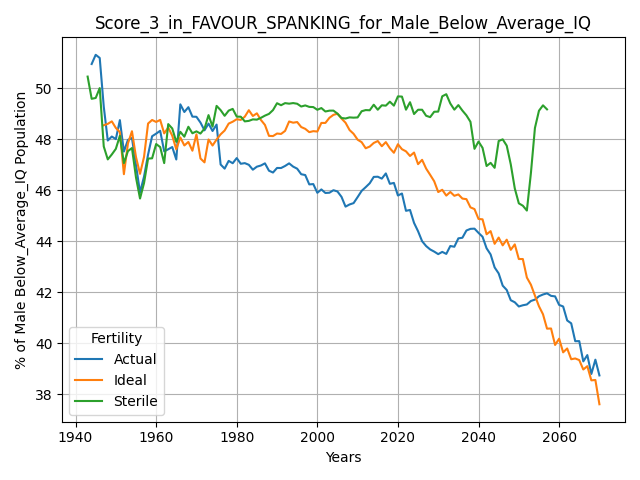 Score_3_in_FAVOUR_SPANKING_for_Male_Below_Average_IQ
% of Male Below_Average_IQ Population
50
48
46
44
42
40
38
Fertility
Actual
Ideal
Sterile
1940 1960 1980 2000 2020 2040 2060
Years